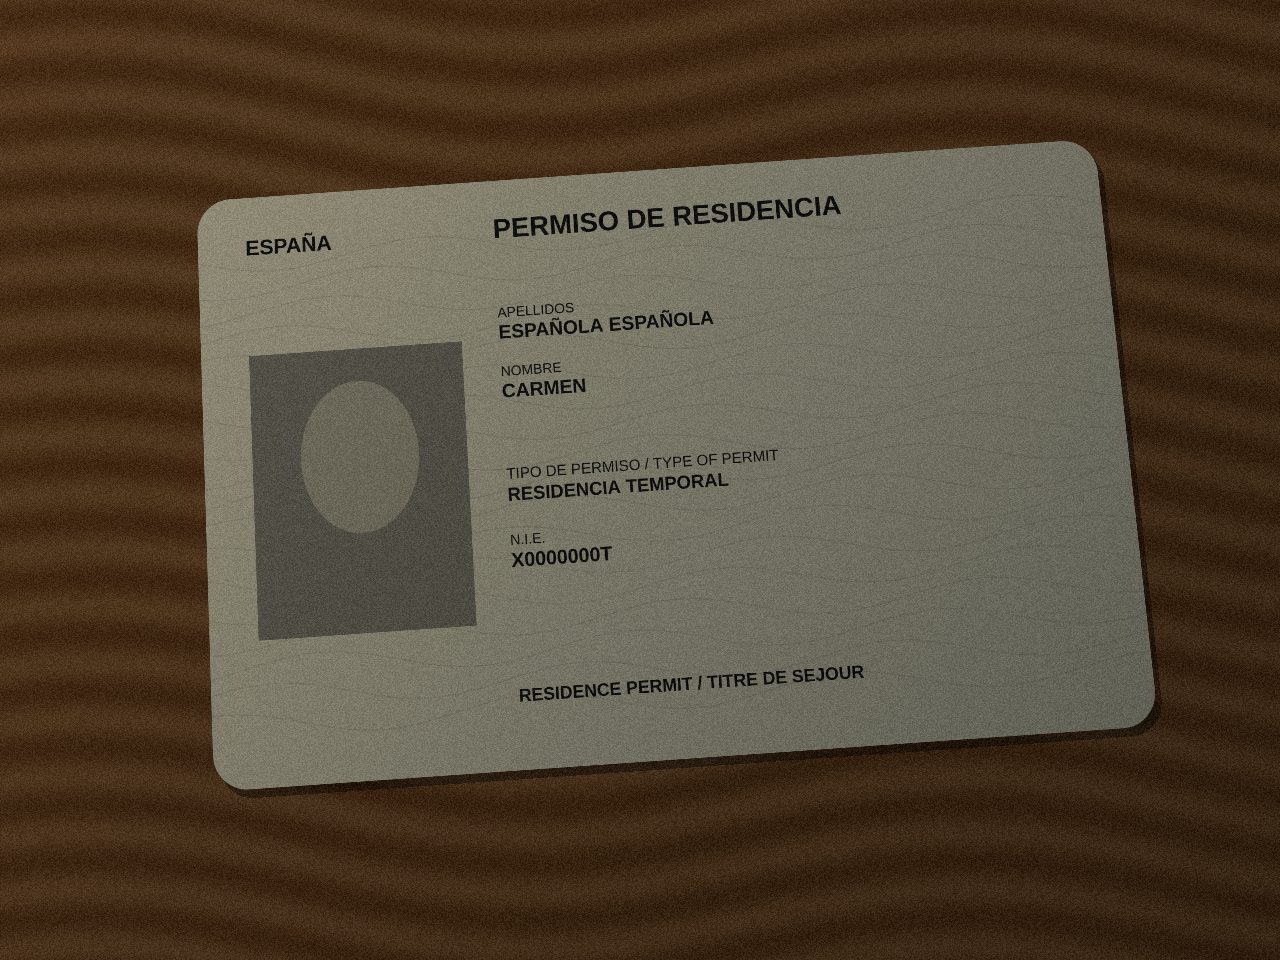 ESPAÑA
PERMISO DE RESIDENCIA
APELLIDOS
ESPAÑOLA ESPAÑOLA
NOMBRE
CARMEN
TIPO DE PERMISO / TYPE OF PERMIT
RESIDENCIA TEMPORAL
N.I.E.
X0000000T
RESIDENCE PERMIT / TITRE DE SEJOUR